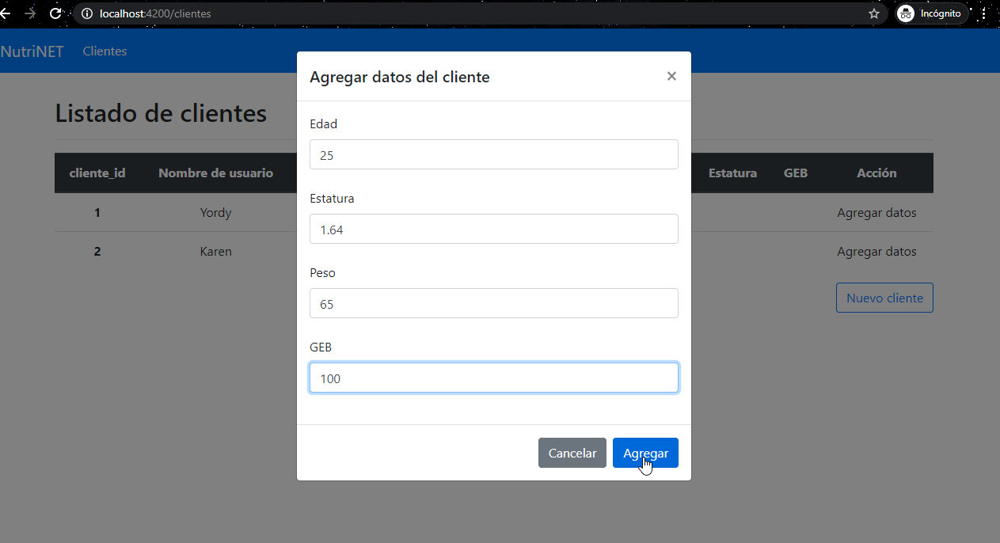 localhost:4200/clientes
Incógnito
NutriNET Clientes
Agregar datos del cliente
×
Listado de clientes
Edad
25
cliente_id Nombre de usuario Estatura GEB Acción
Estatura
1 Yordy Agregar datos
1.64
2 Karen Agregar datos
Peso
65
Nuevo cliente
GEB
100
Cancelar Agregar